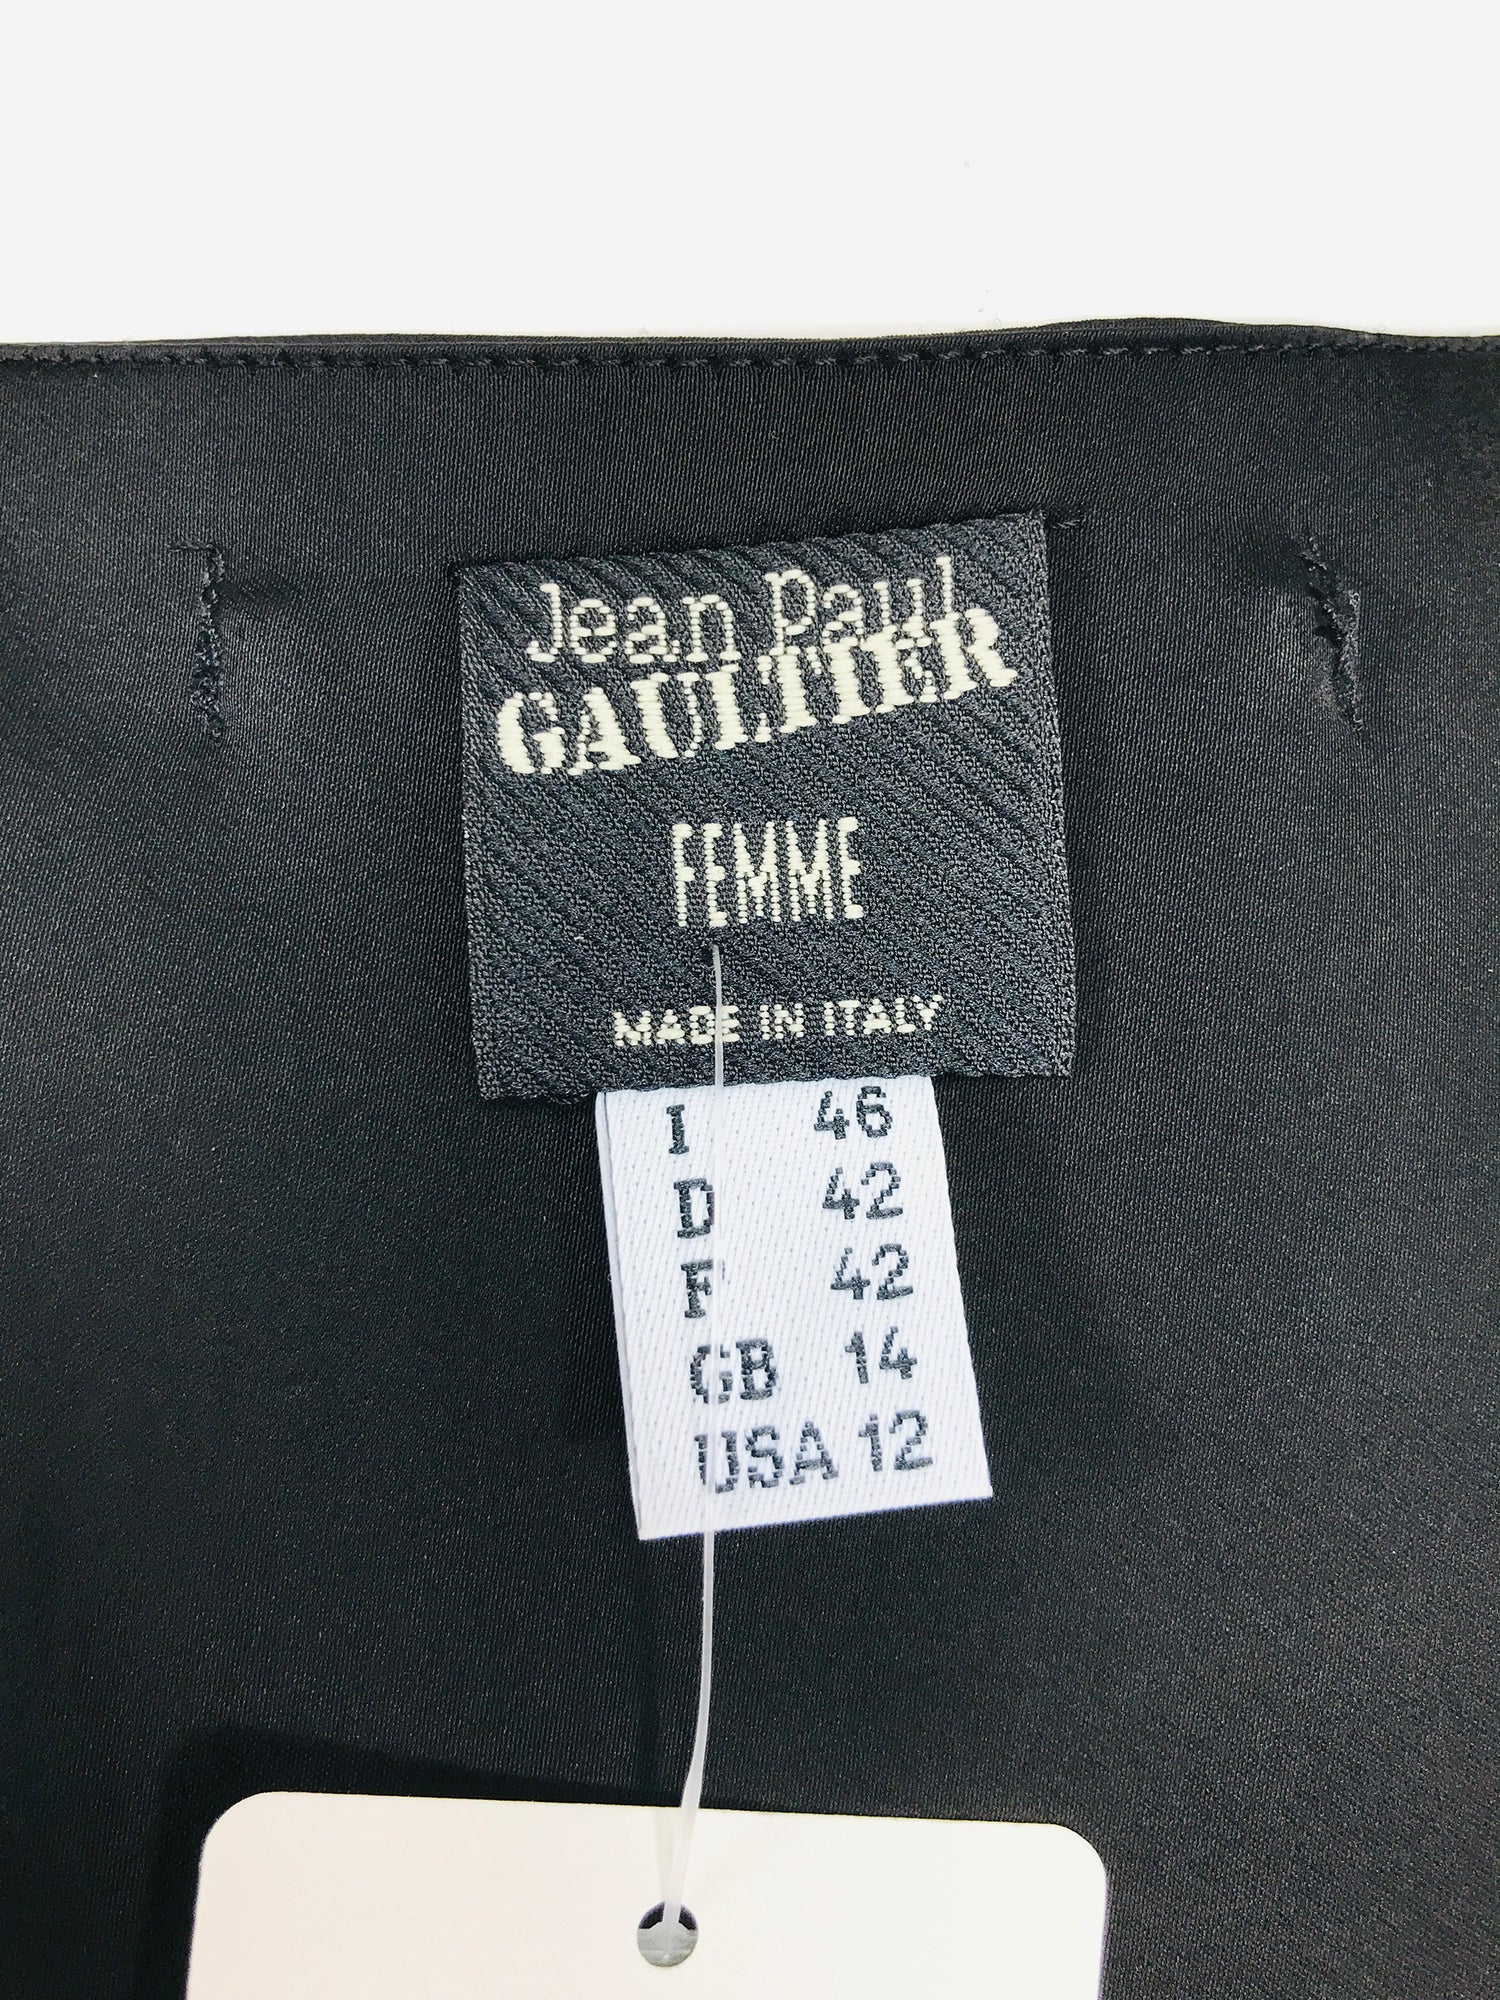 Jean Paul
GAULTIER
FEMME
MADE IN ITALY
I 46
D 42
F 42
GB 14
USA 12